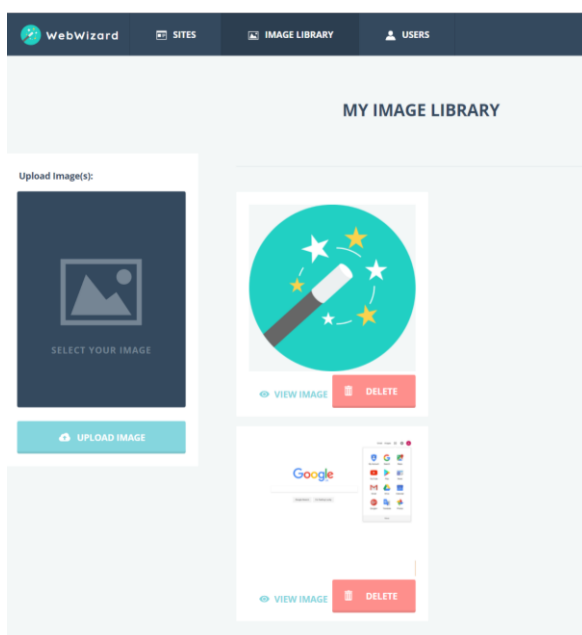 WebWizard SITES IMAGE LIBRARY USERS
MY IMAGE LIBRARY
Upload Image(s):
SELECT YOUR IMAGE
UPLOAD IMAGE
VIEW IMAGE DELETE
Google
VIEW IMAGE DELETE